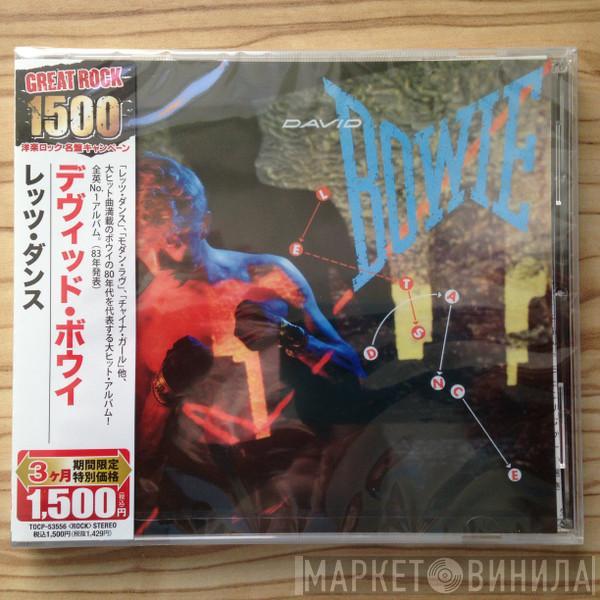 GREAT ROCK
1500
洋楽ロック名盤キャンペーン
デヴィッド・ボウイ
レッツ・ダンス
「レッツ・ダンス」、「モダン・ラヴ」、「チャイナ・ガール」他、
大ヒット曲満載のボウイの80年代を代表する大ヒット・アルバム!
全英No.1アルバム。(83年発表)
3ヶ月
期間限定
特別価格
1,500円(税込)
TOCP-53556 <ROCK> STEREO
税込1,500円(税抜1,429円)
DAVID
BOWIE
LET'S
DANCE
МАРКЕТ ВИНИЛА